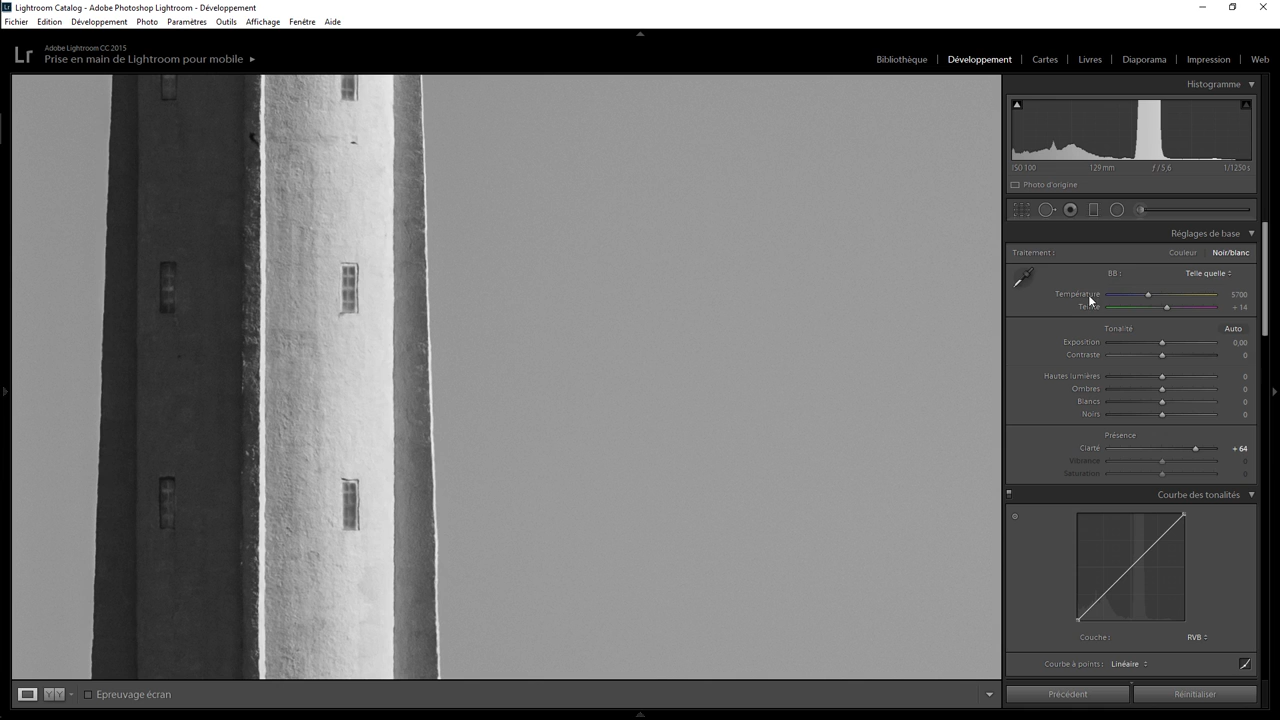 Lightroom Catalog - Adobe Photoshop Lightroom - Développement
Fichier Edition Développement Photo Paramètres Outils Affichage Fenêtre Aide
Lr
Adobe Lightroom CC 2015
Prise en main de Lightroom pour mobile
Bibliothèque | Développement | Cartes | Livres | Diaporama | Impression | Web
Histogramme
ISO 100 129 mm ƒ / 5,6 1/1250 s
Photo d'origine
Réglages de base
Traitement : Couleur Noir/blanc
BB : Telle quelle
Température 5700
Teinte + 14
Tonalité Auto
Exposition 0,00
Contraste 0
Hautes lumières 0
Ombres 0
Blancs 0
Noirs 0
Présence
Clarté + 64
Vibrance 0
Saturation 0
Courbe des tonalités
Couche : RVB
Courbe à points : Linéaire
YY Epreuvage écran
Précédent Réinitialiser